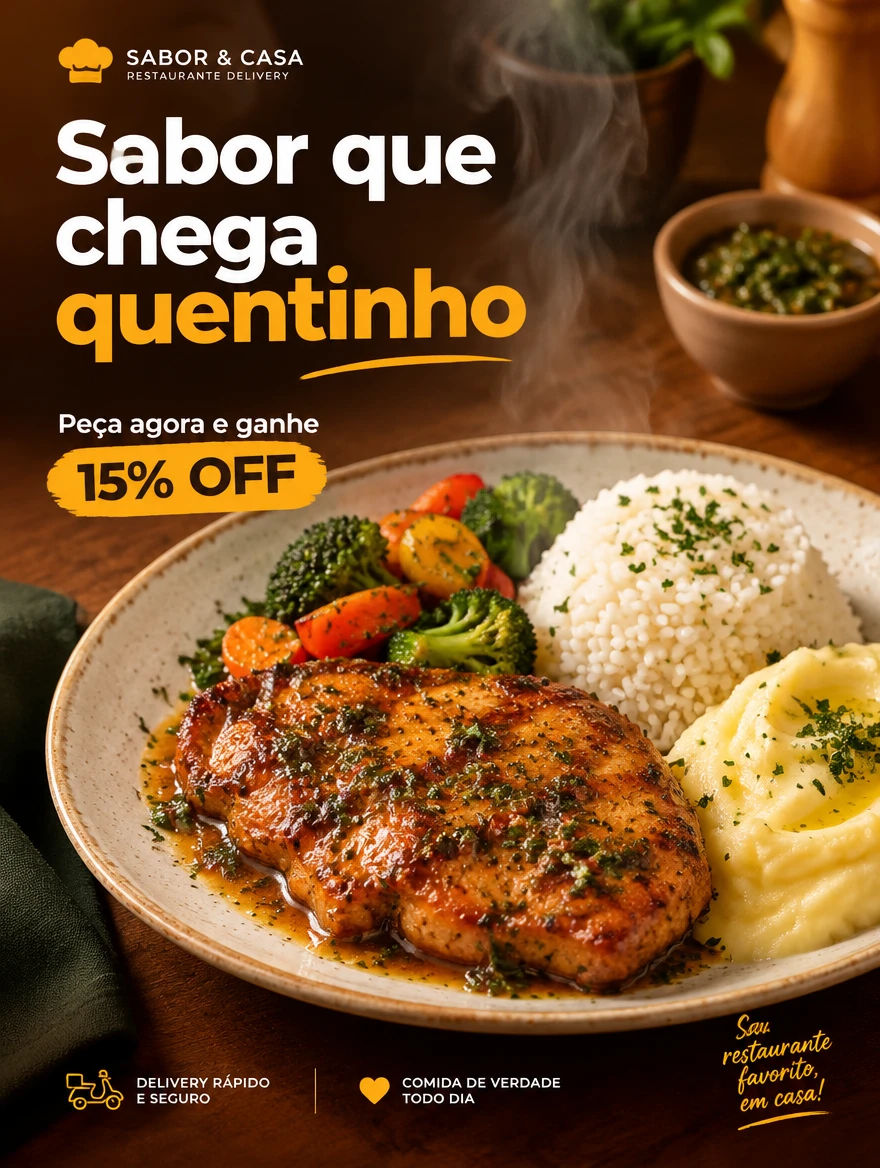 SABOR & CASA
RESTAURANTE DELIVERY
Sabor que
chega
quentinho
Peça agora e ganhe
15% OFF
DELIVERY RÁPIDO
E SEGURO
COMIDA DE VERDADE
TODO DIA
restaurante
favorito,
em casa!